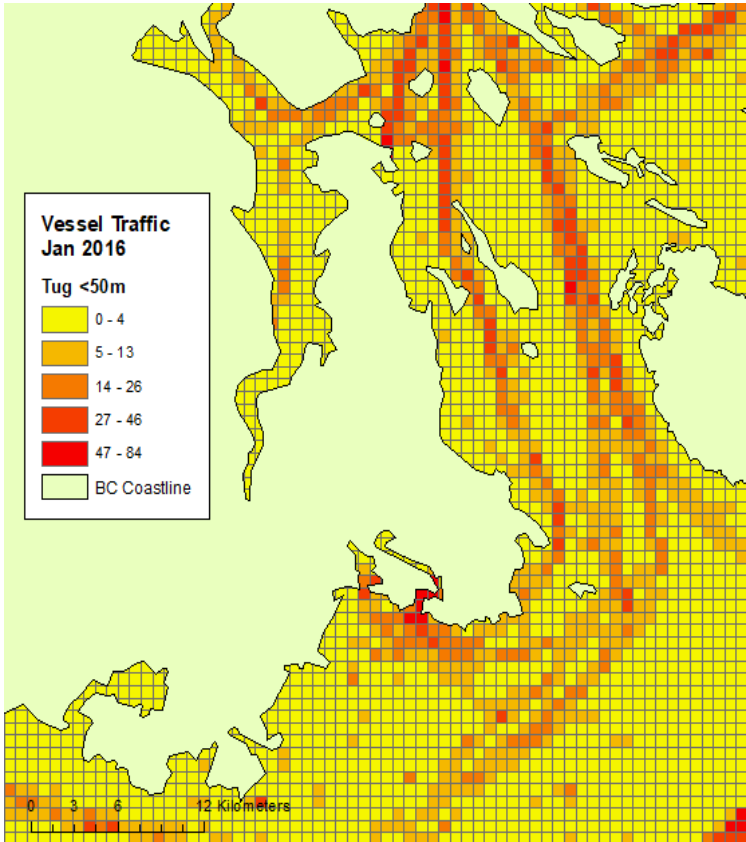 Vessel Traffic
Jan 2016
Tug <50m
0 - 4
5 - 13
14 - 26
27 - 46
47 - 84
BC Coastline
0 3 6 12 Kilometers